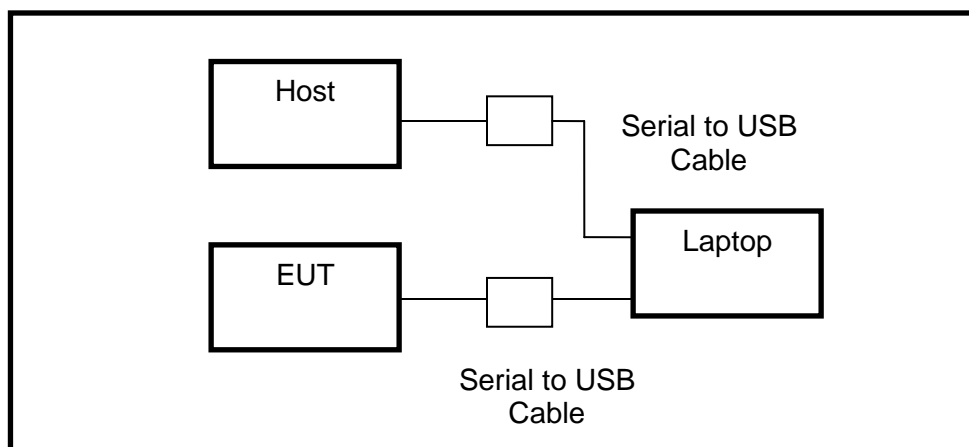 Host
Serial to USB
Cable
Laptop
EUT
Serial to USB
Cable